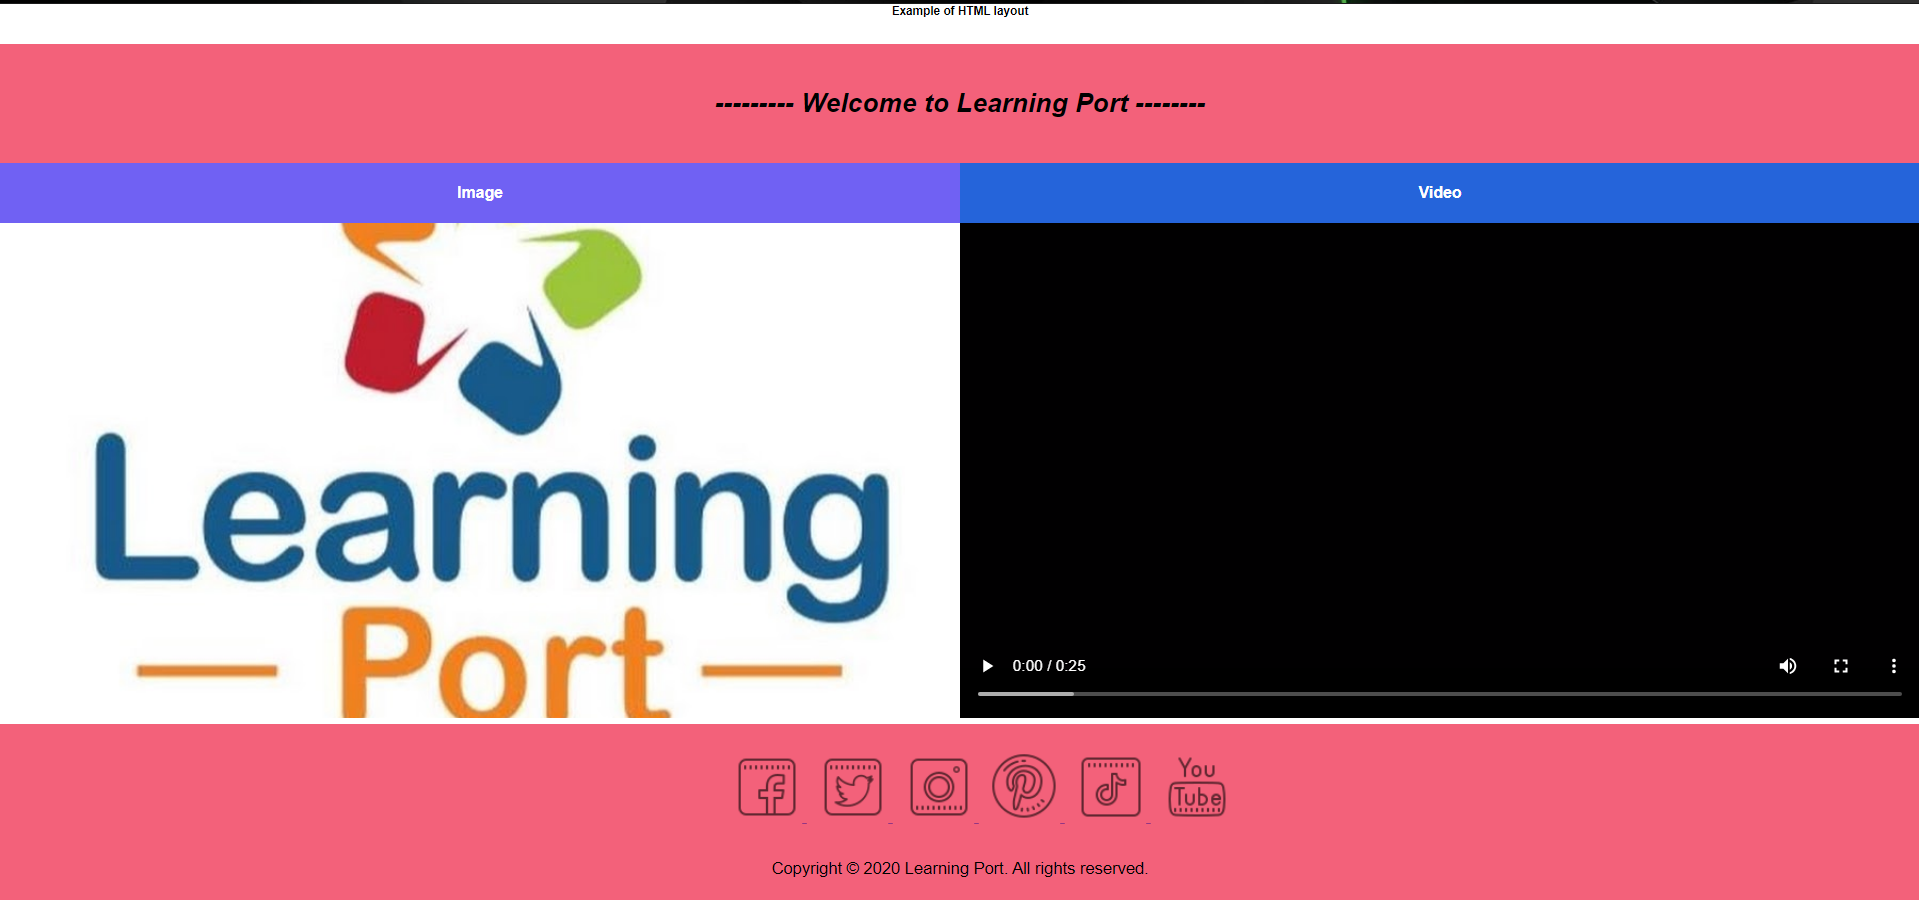 Example of HTML layout
--------- Welcome to Learning Port --------
Image
Video
Learning
Port
0:00 / 0:25
You
Tube
Copyright © 2020 Learning Port. All rights reserved.